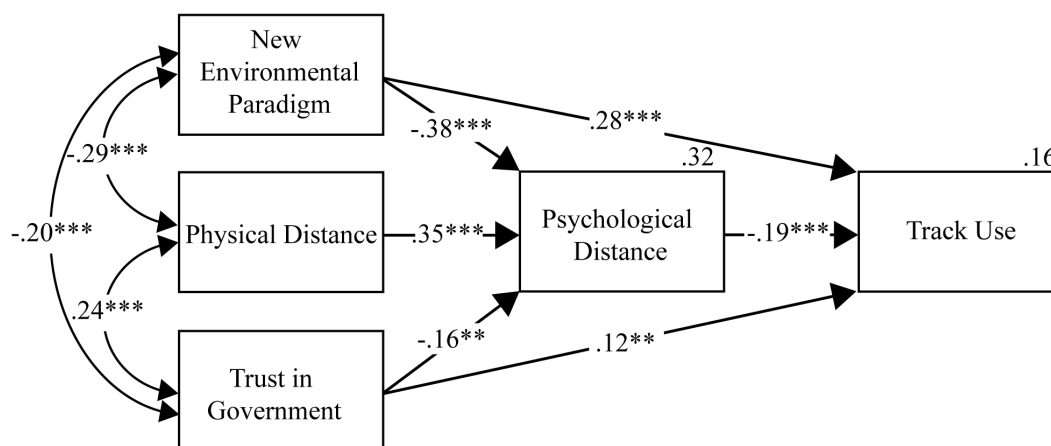 New
Environmental
Paradigm
-.38***
.28***
-.29***
.32
.16
-.20***
Physical Distance
.35***
Psychological
Distance
-.19***
Track Use
.24***
-.16**
.12**
Trust in
Government